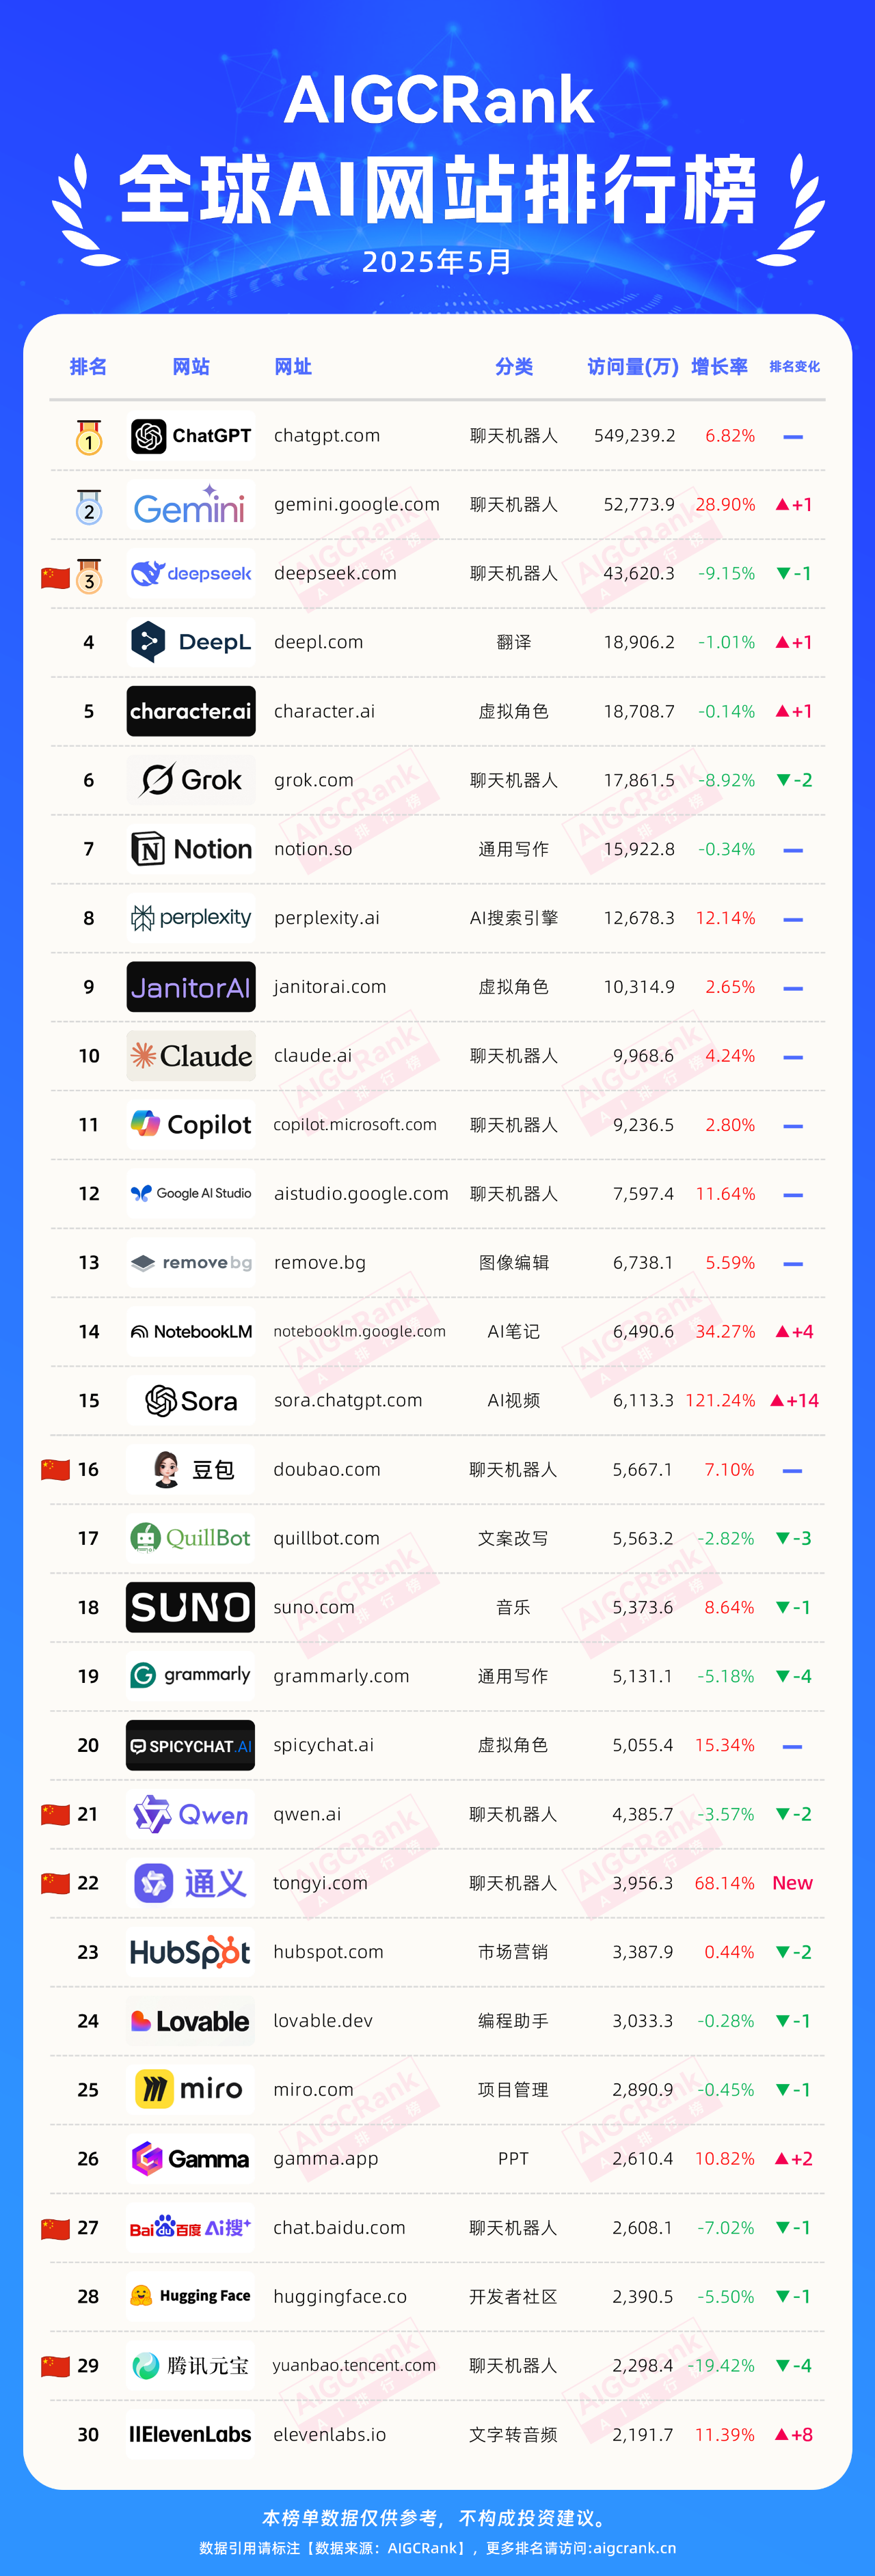 AIGCRank
全球AI网站排行榜
2025年5月
排名 网站 网址 分类 访问量(万) 增长率 排名变化
1 ChatGPT chatgpt.com 聊天机器人 549,239.2 6.82% —
2 Gemini gemini.google.com 聊天机器人 52,773.9 28.90% ▲+1
3 deepseek deepseek.com 聊天机器人 43,620.3 -9.15% ▼-1
4 DeepL deepl.com 翻译 18,906.2 -1.01% ▲+1
5 character.ai character.ai 虚拟角色 18,708.7 -0.14% ▲+1
6 Grok grok.com 聊天机器人 17,861.5 -8.92% ▼-2
7 Notion notion.so 通用写作 15,922.8 -0.34% —
8 perplexity perplexity.ai AI搜索引擎 12,678.3 12.14% —
9 JanitorAI janitorai.com 虚拟角色 10,314.9 2.65% —
10 Claude claude.ai 聊天机器人 9,968.6 4.24% —
11 Copilot copilot.microsoft.com 聊天机器人 9,236.5 2.80% —
12 Google AI Studio aistudio.google.com 聊天机器人 7,597.4 11.64% —
13 removebg remove.bg 图像编辑 6,738.1 5.59% —
14 NotebookLM notebooklm.google.com AI笔记 6,490.6 34.27% ▲+4
15 Sora sora.chatgpt.com AI视频 6,113.3 121.24% ▲+14
16 豆包 doubao.com 聊天机器人 5,667.1 7.10% —
17 QuillBot quillbot.com 文案改写 5,563.2 -2.82% ▼-3
18 SUNO suno.com 音乐 5,373.6 8.64% ▼-1
19 grammarly grammarly.com 通用写作 5,131.1 -5.18% ▼-4
20 SPICYCHAT.AI spicychat.ai 虚拟角色 5,055.4 15.34% —
21 Qwen qwen.ai 聊天机器人 4,385.7 -3.57% ▼-2
22 通义 tongyi.com 聊天机器人 3,956.3 68.14% New
23 HubSpot hubspot.com 市场营销 3,387.9 0.44% ▼-2
24 Lovable lovable.dev 编程助手 3,033.3 -0.28% ▼-1
25 miro miro.com 项目管理 2,890.9 -0.45% ▼-1
26 Gamma gamma.app PPT 2,610.4 10.82% ▲+2
27 Baidu百度 Ai搜+ chat.baidu.com 聊天机器人 2,608.1 -7.02% ▼-1
28 Hugging Face huggingface.co 开发者社区 2,390.5 -5.50% ▼-1
29 腾讯元宝 yuanbao.tencent.com 聊天机器人 2,298.4 -19.42% ▼-4
30 IIElevenLabs elevenlabs.io 文字转音频 2,191.7 11.39% ▲+8
本榜单数据仅供参考，不构成投资建议。
数据引用请标注【数据来源：AIGCRank】，更多排名请访问:aigcrank.cn